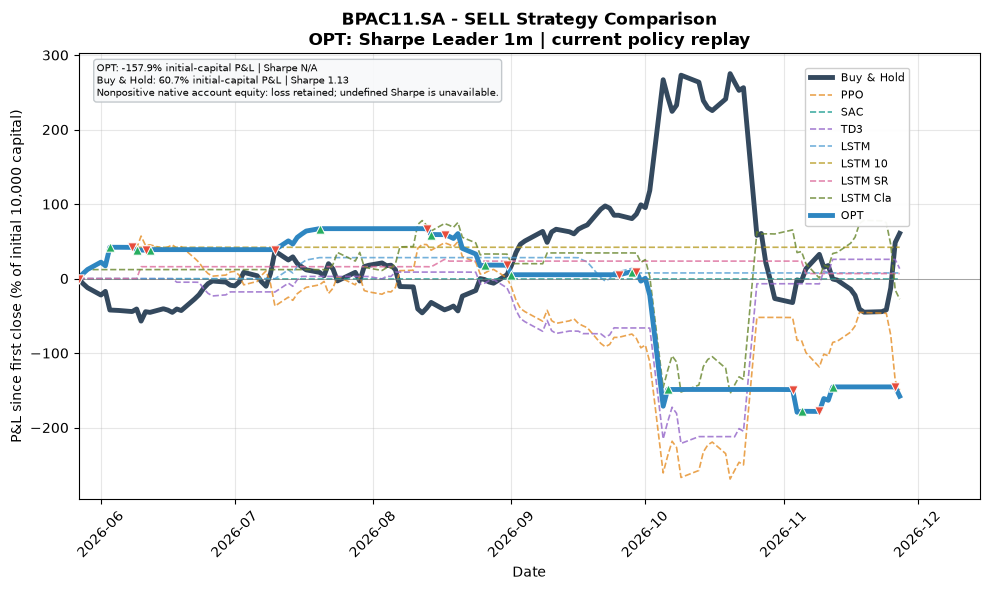 BPAC11.SA - SELL Strategy Comparison
OPT: Sharpe Leader 1m | current policy replay
OPT: -157.9% initial-capital P&L | Sharpe N/A
Buy & Hold: 60.7% initial-capital P&L | Sharpe 1.13
Nonpositive native account equity: loss retained; undefined Sharpe is unavailable.
Buy & Hold
PPO
SAC
TD3
LSTM
LSTM 10
LSTM SR
LSTM Cla
OPT
P&L since first close (% of initial 10,000 capital)
300
200
100
0
−100
−200
2026-06
2026-07
2026-08
2026-09
2026-10
2026-11
2026-12
Date